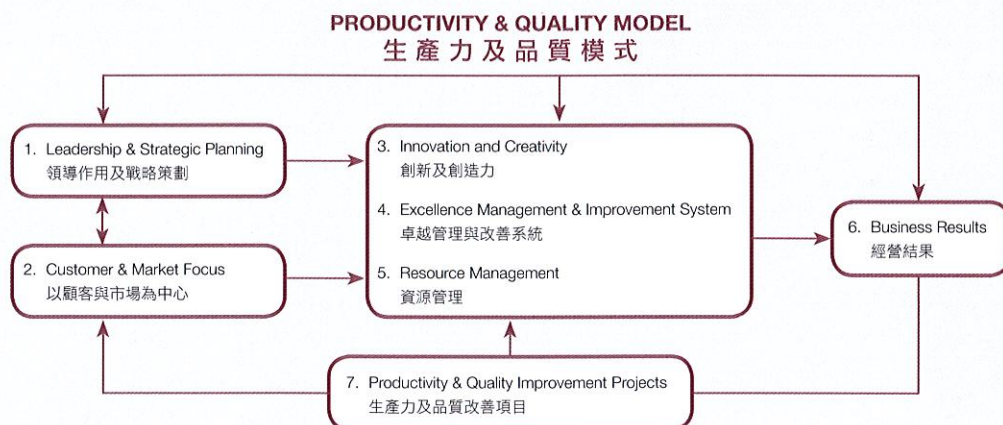 PRODUCTIVITY & QUALITY MODEL
生產力及品質模式
1. Leadership & Strategic Planning
領導作用及戰略策劃
2. Customer & Market Focus
以顧客與市場為中心
3. Innovation and Creativity
創新及創造力
4. Excellence Management & Improvement System
卓越管理與改善系統
5. Resource Management
資源管理
6. Business Results
經營結果
7. Productivity & Quality Improvement Projects
生產力及品質改善項目